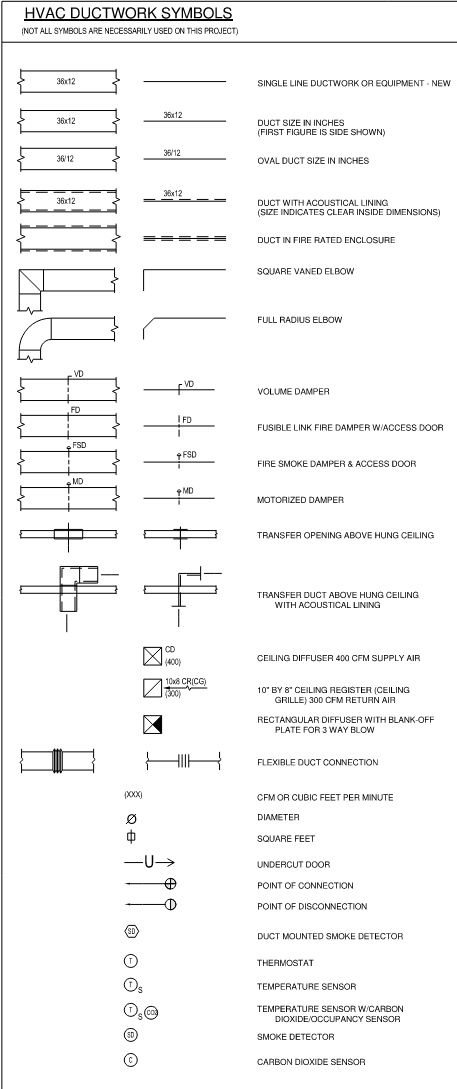 HVAC DUCTWORK SYMBOLS
(NOT ALL SYMBOLS ARE NECESSARILY USED ON THIS PROJECT)
36x12
SINGLE LINE DUCTWORK OR EQUIPMENT - NEW
36x12
36x12
DUCT SIZE IN INCHES
(FIRST FIGURE IS SIDE SHOWN)
36/12
36/12
OVAL DUCT SIZE IN INCHES
36x12
36x12
DUCT WITH ACOUSTICAL LINING
(SIZE INDICATES CLEAR INSIDE DIMENSIONS)
DUCT IN FIRE RATED ENCLOSURE
SQUARE VANED ELBOW
FULL RADIUS ELBOW
VD
VD
VOLUME DAMPER
FD
FD
FUSIBLE LINK FIRE DAMPER W/ACCESS DOOR
FSD
FSD
FIRE SMOKE DAMPER & ACCESS DOOR
MD
MD
MOTORIZED DAMPER
TRANSFER OPENING ABOVE HUNG CEILING
TRANSFER DUCT ABOVE HUNG CEILING
WITH ACOUSTICAL LINING
CD
(400)
CEILING DIFFUSER 400 CFM SUPPLY AIR
10x8 CR(CG)
(300)
10" BY 8" CEILING REGISTER (CEILING
GRILLE) 300 CFM RETURN AIR
RECTANGULAR DIFFUSER WITH BLANK-OFF
PLATE FOR 3 WAY BLOW
FLEXIBLE DUCT CONNECTION
(XXX)
CFM OR CUBIC FEET PER MINUTE
DIAMETER
SQUARE FEET
U
UNDERCUT DOOR
POINT OF CONNECTION
POINT OF DISCONNECTION
SD
DUCT MOUNTED SMOKE DETECTOR
T
THERMOSTAT
T S
TEMPERATURE SENSOR
T S CO2
TEMPERATURE SENSOR W/CARBON
DIOXIDE/OCCUPANCY SENSOR
SD
SMOKE DETECTOR
C
CARBON DIOXIDE SENSOR